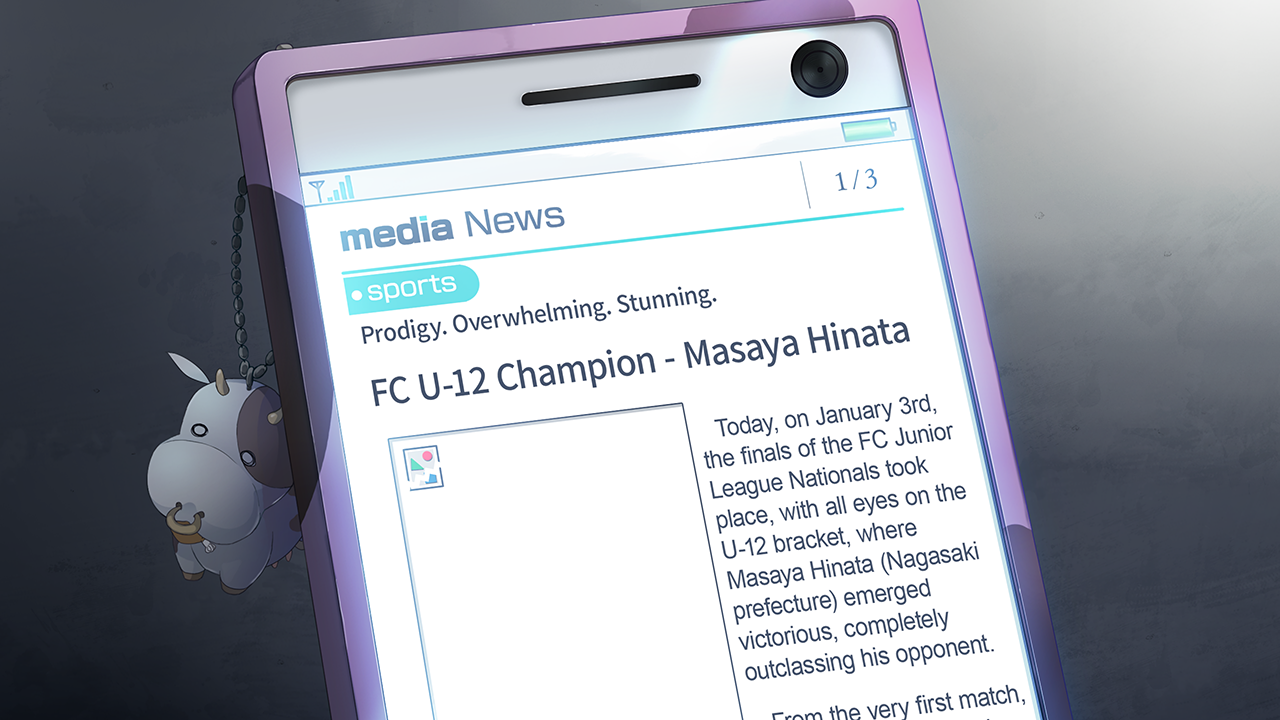 1 / 3
media News
sports
Prodigy. Overwhelming. Stunning.
FC U-12 Champion - Masaya Hinata
Today, on January 3rd,
the finals of the FC Junior
League Nationals took
place, with all eyes on the
U-12 bracket, where
Masaya Hinata (Nagasaki
prefecture) emerged
victorious, completely
outclassing his opponent.
From the very first match,